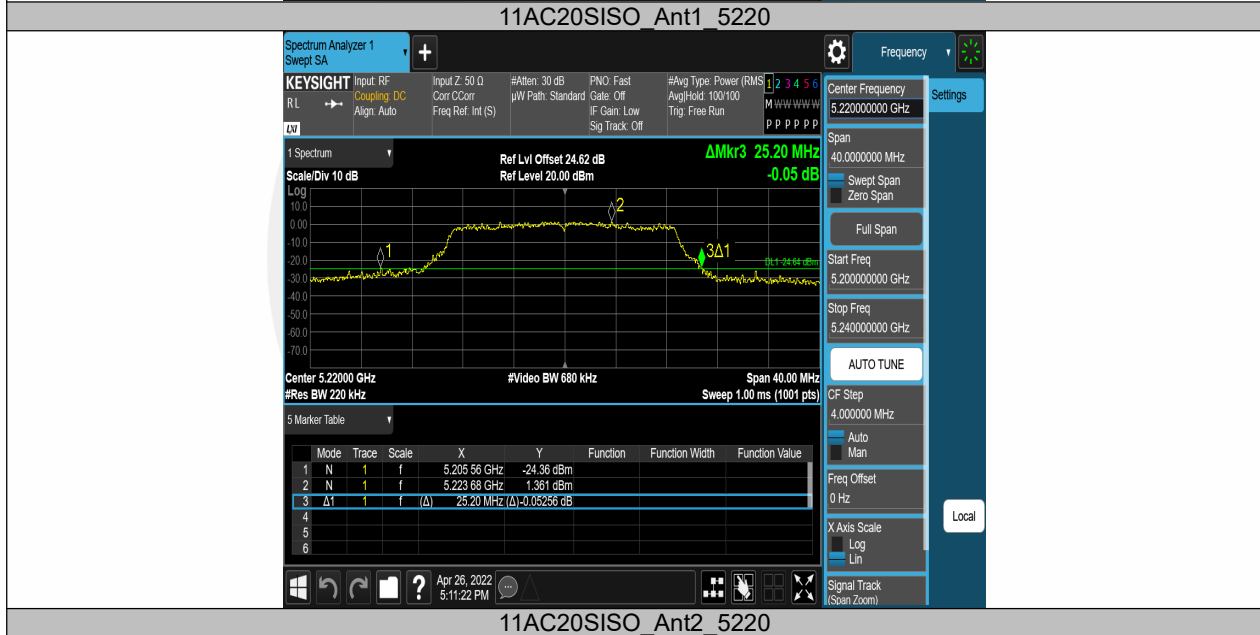 11AC20SISO_Ant1_5220
Spectrum Analyzer 1
Swept SA
+
Frequency
KEYSIGHT
RL
LXI
Input: RF
Coupling: DC
Align: Auto
Input Z: 50 Ω
Corr CCorr
Freq Ref: Int (S)
#Atten: 30 dB
µW Path: Standard
PNO: Fast
Gate: Off
IF Gain: Low
Sig Track: Off
#Avg Type: Power (RMS
Avg|Hold: 100/100
Trig: Free Run
1 2 3 4 5 6
M W W W W W
P P P P P P
1 Spectrum
Scale/Div 10 dB
Log
Ref Lvl Offset 24.62 dB
Ref Level 20.00 dBm
ΔMkr3 25.20 MHz
-0.05 dB
10.0
0.00
-10.0
-20.0
-30.0
-40.0
-50.0
-60.0
-70.0
1
2
3Δ1
DL1 -24.64 dBm
Center 5.22000 GHz
#Res BW 220 kHz
#Video BW 680 kHz
Span 40.00 MHz
Sweep 1.00 ms (1001 pts)
5 Marker Table
Mode Trace Scale X Y Function Function Width Function Value
1 N 1 f 5.205 56 GHz -24.36 dBm
2 N 1 f 5.223 68 GHz 1.361 dBm
3 Δ1 1 f (Δ) 25.20 MHz (Δ) -0.05256 dB
4
5
6
?
Apr 26, 2022
5:11:22 PM
Center Frequency
5.220000000 GHz
Settings
Span
40.0000000 MHz
Swept Span
Zero Span
Full Span
Start Freq
5.200000000 GHz
Stop Freq
5.240000000 GHz
AUTO TUNE
CF Step
4.000000 MHz
Auto
Man
Freq Offset
0 Hz
X Axis Scale
Log
Lin
Local
Signal Track
(Span Zoom)
11AC20SISO_Ant2_5220